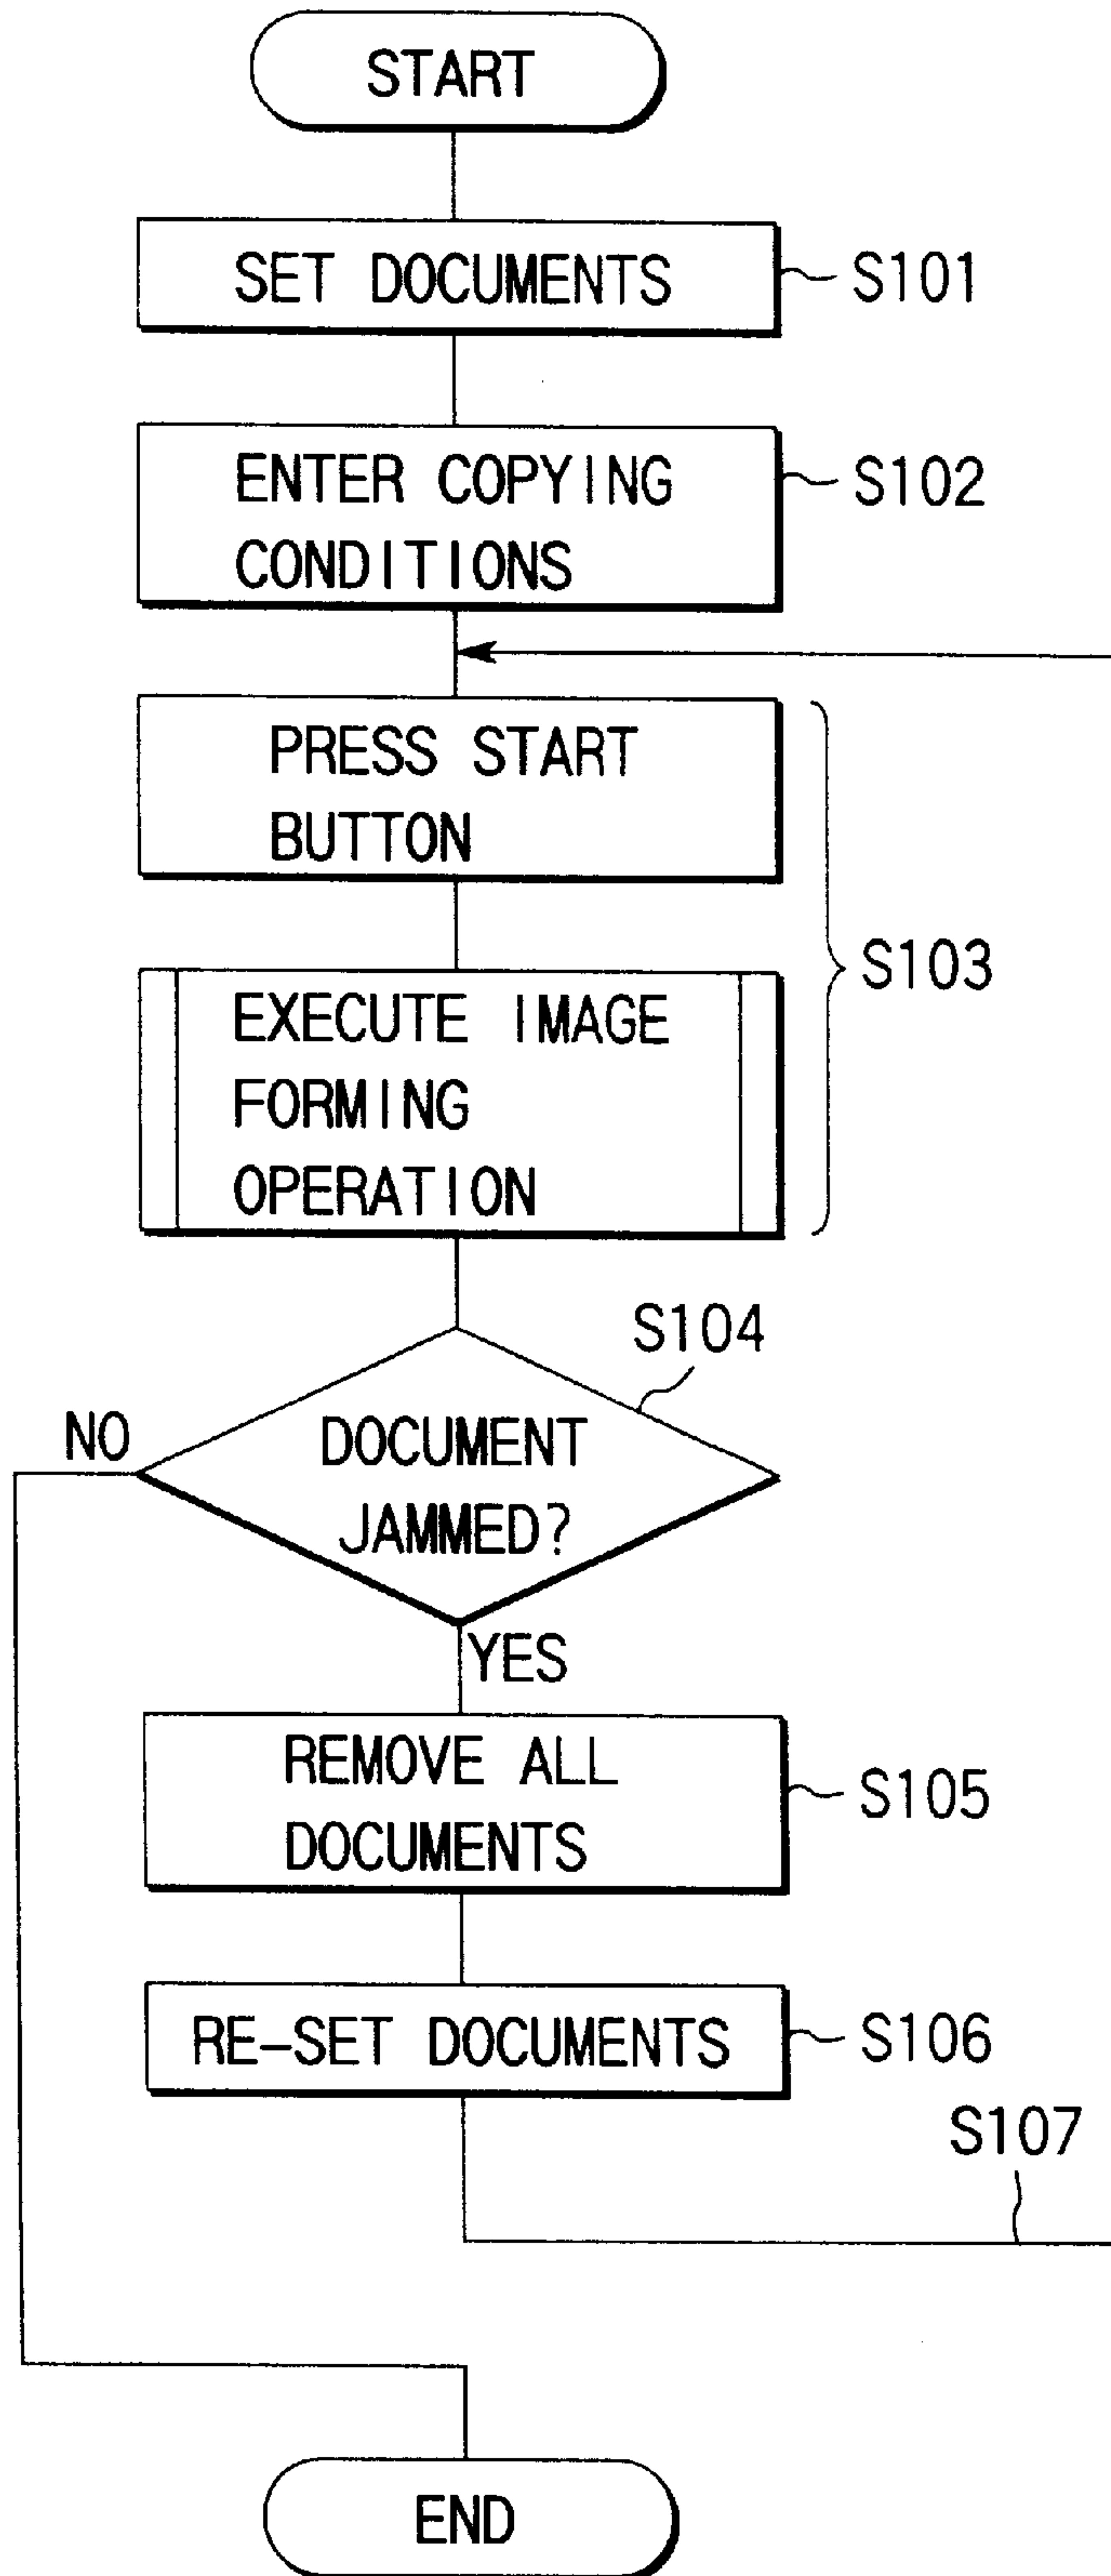 START
SET DOCUMENTS
S101
ENTER COPYING
CONDITIONS
S102
PRESS START
BUTTON
S103
EXECUTE IMAGE
FORMING
OPERATION
S104
NO
DOCUMENT
JAMMED?
YES
REMOVE ALL
DOCUMENTS
S105
RE-SET DOCUMENTS
S106
S107
END